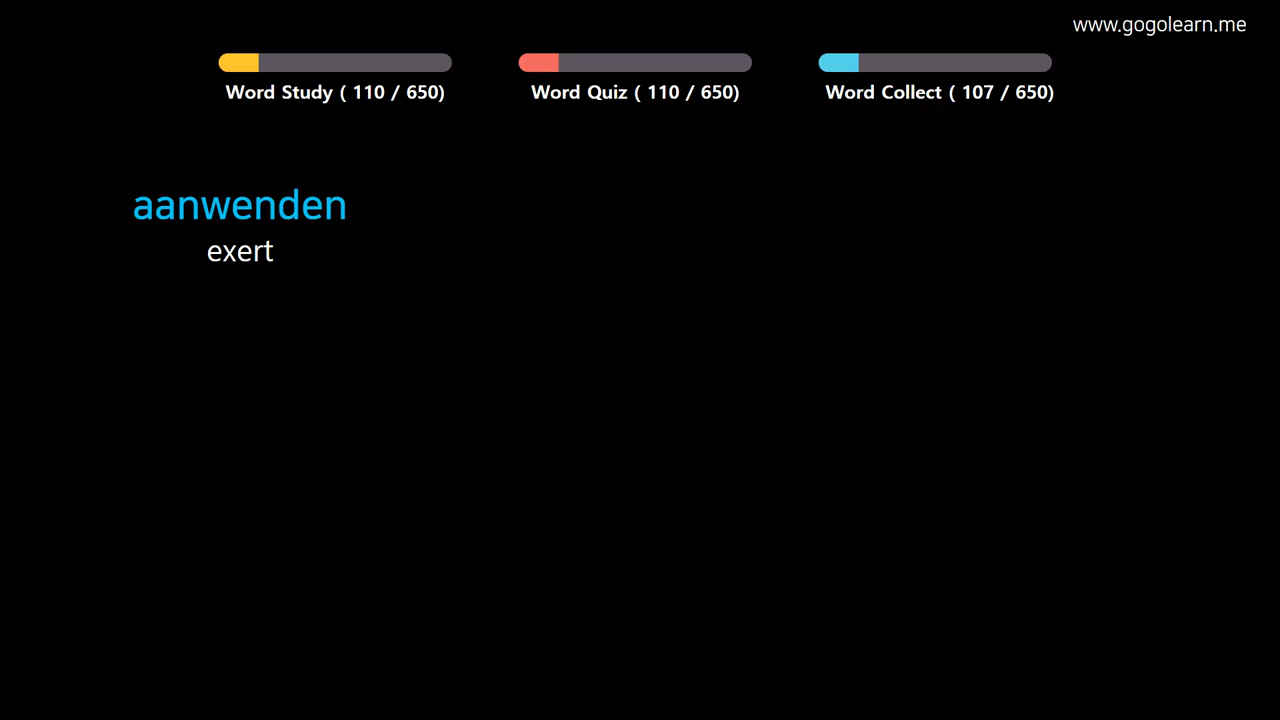 www.gogolearn.me
Word Study ( 110 / 650)
Word Quiz ( 110 / 650)
Word Collect ( 107 / 650)
aanwenden
exert